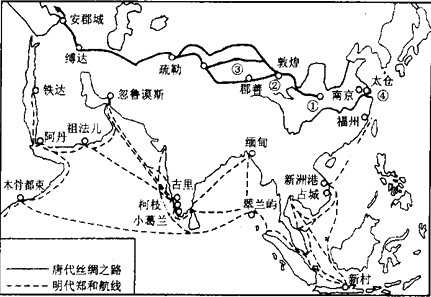 安都城
缚达
疏勒
敦煌
③
②
鄯善
①
南京
太仓
④
福州
铁达
忽鲁谟斯
阿丹
祖法儿
木骨都束
古里
柯枝
小葛兰
缅甸
翠兰屿
新洲港
占城
新村
唐代丝绸之路
明代郑和航线